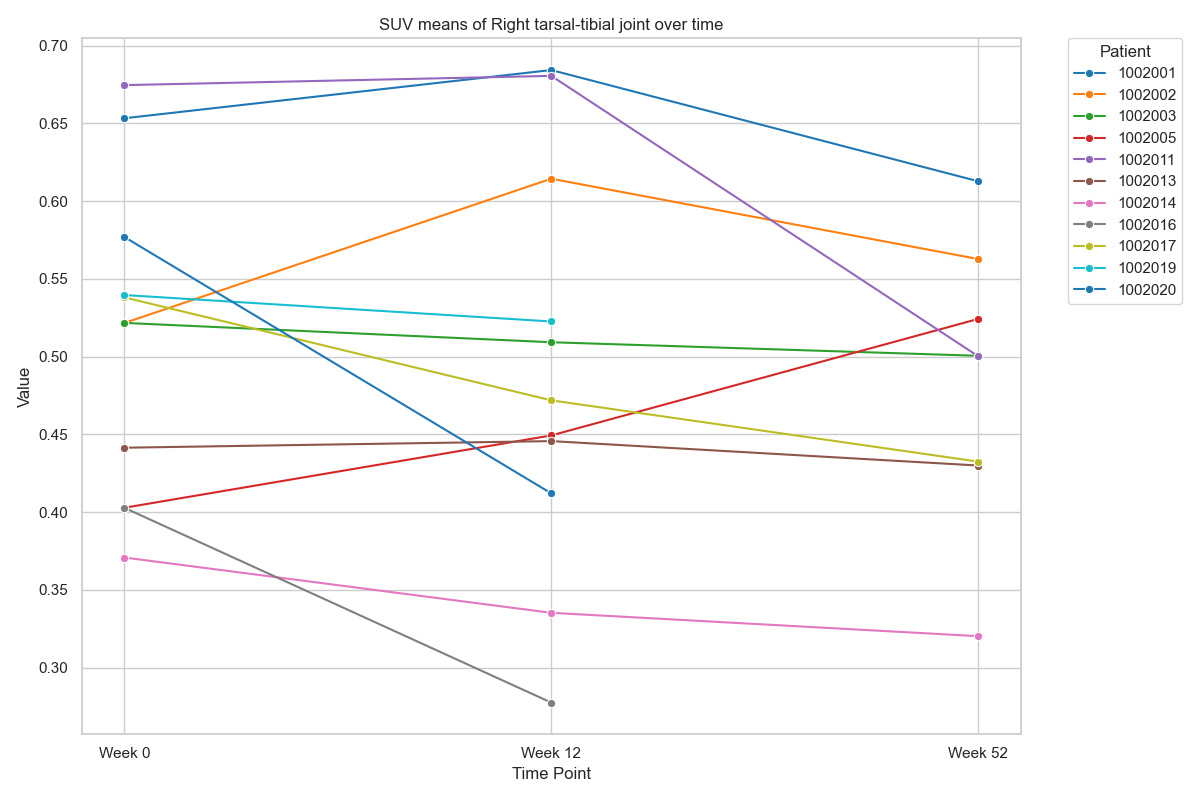 SUV means of Right tarsal-tibial joint over time
0.70
0.65
0.60
0.55
0.50
0.45
0.40
0.35
0.30
Value
Week 0
Week 12
Week 52
Time Point
Patient
1002001
1002002
1002003
1002005
1002011
1002013
1002014
1002016
1002017
1002019
1002020